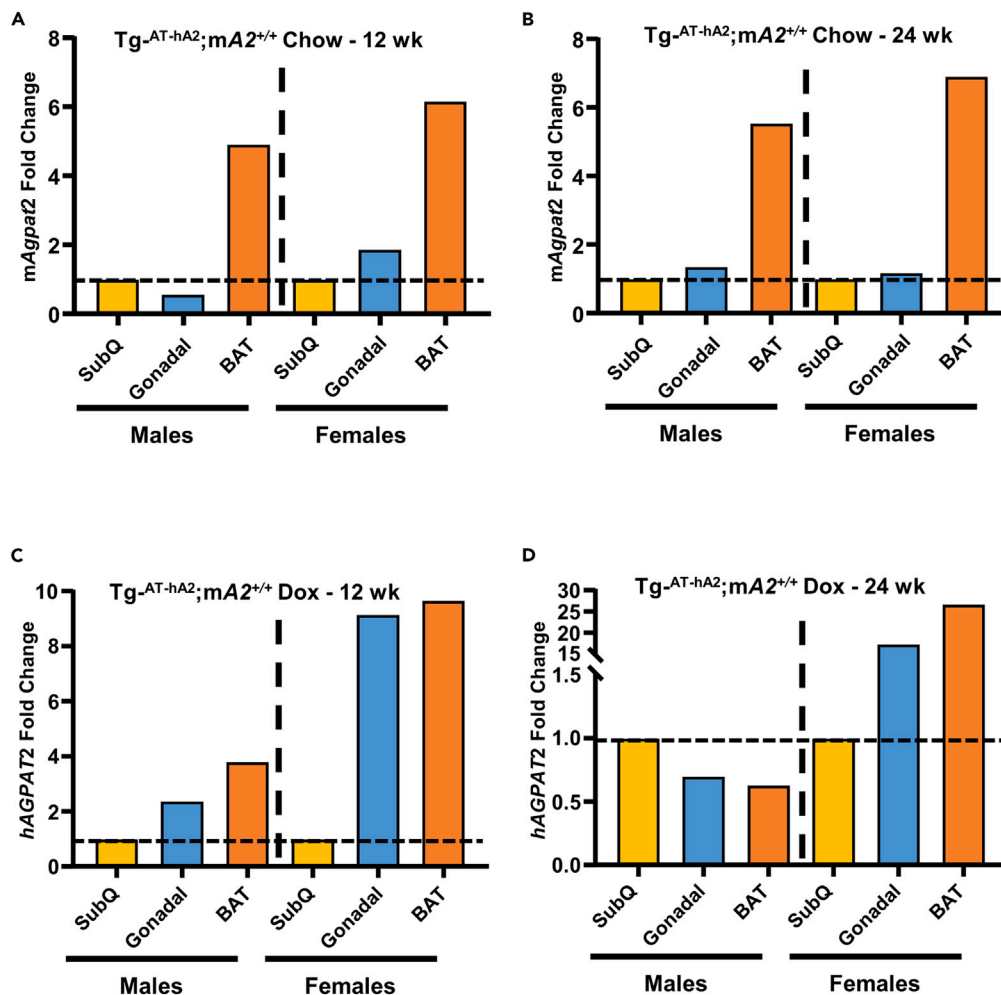 A
Tg-AT-hA2;mA2+/+ Chow - 12 wk
mAgpat2 Fold Change
8
6
4
2
0
SubQ
Gonadal
BAT
SubQ
Gonadal
BAT
Males
Females
B
Tg-AT-hA2;mA2+/+ Chow - 24 wk
mAgpat2 Fold Change
8
6
4
2
0
SubQ
Gonadal
BAT
SubQ
Gonadal
BAT
Males
Females
C
Tg-AT-hA2;mA2+/+ Dox - 12 wk
hAGPAT2 Fold Change
10
8
6
4
2
0
SubQ
Gonadal
BAT
SubQ
Gonadal
BAT
Males
Females
D
Tg-AT-hA2;mA2+/+ Dox - 24 wk
hAGPAT2 Fold Change
30
25
20
15
1.5
1.0
0.5
0.0
SubQ
Gonadal
BAT
SubQ
Gonadal
BAT
Males
Females